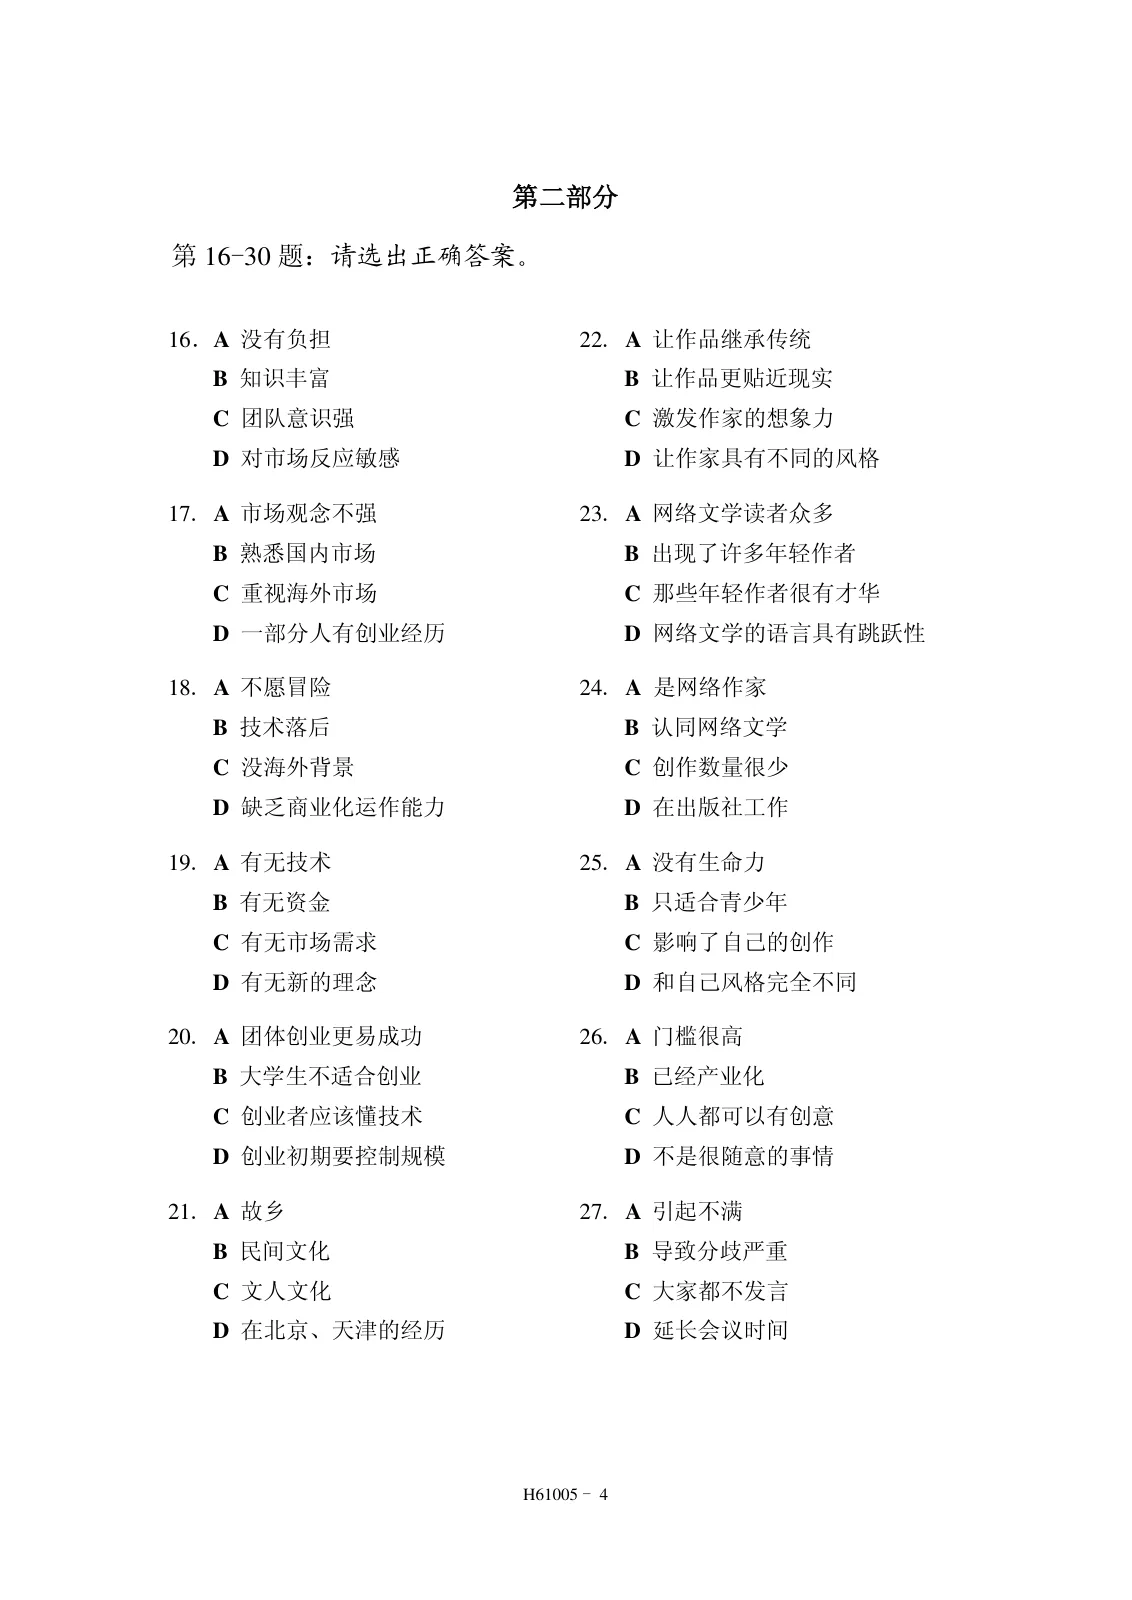 第二部分
第 16-30 题：请选出正确答案。
16. A 没有负担
B 知识丰富
C 团队意识强
D 对市场反应敏感
17. A 市场观念不强
B 熟悉国内市场
C 重视海外市场
D 一部分人有创业经历
18. A 不愿冒险
B 技术落后
C 没海外背景
D 缺乏商业化运作能力
19. A 有无技术
B 有无资金
C 有无市场需求
D 有无新的理念
20. A 团体创业更易成功
B 大学生不适合创业
C 创业者应该懂技术
D 创业初期要控制规模
21. A 故乡
B 民间文化
C 文人文化
D 在北京、天津的经历
22. A 让作品继承传统
B 让作品更贴近现实
C 激发作家的想象力
D 让作家具有不同的风格
23. A 网络文学读者众多
B 出现了许多年轻作者
C 那些年轻作者很有才华
D 网络文学的语言具有跳跃性
24. A 是网络作家
B 认同网络文学
C 创作数量很少
D 在出版社工作
25. A 没有生命力
B 只适合青少年
C 影响了自己的创作
D 和自己风格完全不同
26. A 门槛很高
B 已经产业化
C 人人都可以有创意
D 不是很随意的事情
27. A 引起不满
B 导致分歧严重
C 大家都不发言
D 延长会议时间
H61005 - 4